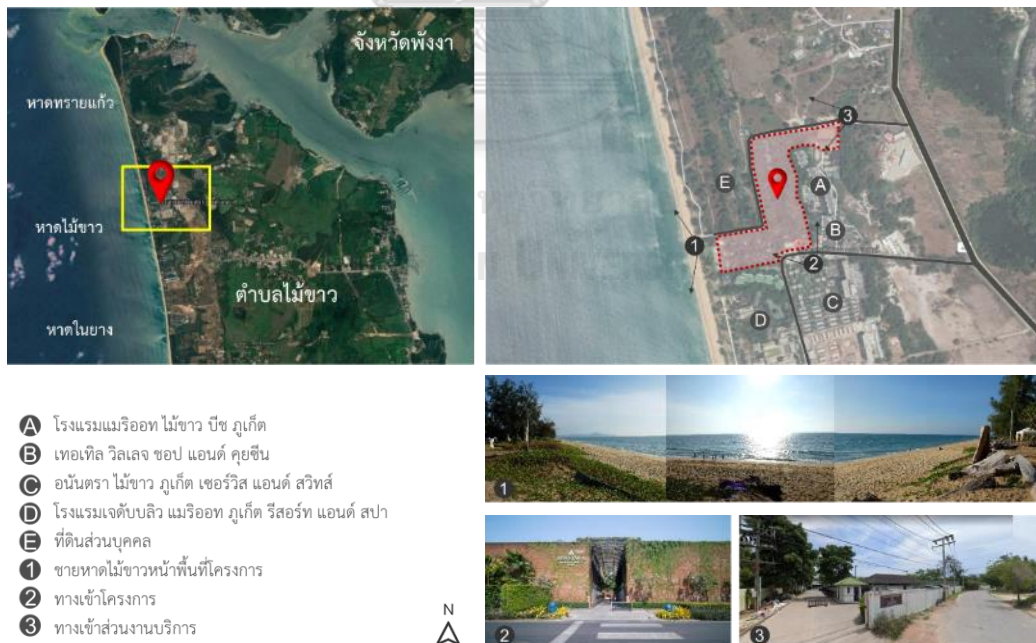 จังหวัดพังงา
หาดทรายแก้ว
หาดไม้ขาว
ตำบลไม้ขาว
หาดในยาง
3
E
A
1
B
2
C
D
A โรงแรมแมริออท ไม้ขาว บีช ภูเก็ต
B เทอเทิล วิลเลจ ชอป แอนด์ คุยซีน
C อนันตรา ไม้ขาว ภูเก็ต เซอร์วิส แอนด์ สวิทส์
D โรงแรมเจดับบลิว แมริออท ภูเก็ต รีสอร์ท แอนด์ สปา
E ที่ดินส่วนบุคคล
1 ชายหาดไม้ขาวหน้าพื้นที่โครงการ
2 ทางเข้าโครงการ
3 ทางเข้าส่วนงานบริการ
N
1
2
3